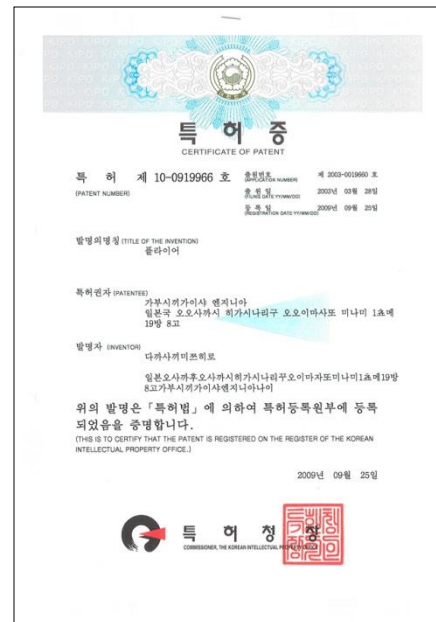 특허증
CERTIFICATE OF PATENT
특 허 제 10-0919966 호
(PATENT NUMBER)
출원번호 제 2003-0019660 호
(APPLICATION NUMBER)
출 원 일 2003년 03월 28일
(FILING DATE:YY/MM/DD)
등 록 일 2009년 09월 25일
(REGISTRATION DATE:YY/MM/DD)
발명의명칭 (TITLE OF THE INVENTION)
플라이어
특허권자 (PATENTEE)
가부시끼가이샤 엔지니아
일본국 오오사까시 히가시나리구 오오이마사또 미나미 1쵸메
19방 8고
발명자 (INVENTOR)
다까사끼미쯔히로
일본오사까후오사까시히가시나리꾸오이마자또미나미1쵸메19방
8고가부시끼가이샤엔지니아나이
위의 발명은 「특허법」에 의하여 특허등록원부에 등록
되었음을 증명합니다.
(THIS IS TO CERTIFY THAT THE PATENT IS REGISTERED ON THE REGISTER OF THE KOREAN
INTELLECTUAL PROPERTY OFFICE.)
2009년 09월 25일
특 허 청 장
COMMISSIONER, THE KOREAN INTELLECTUAL PROPERTY OFFICE